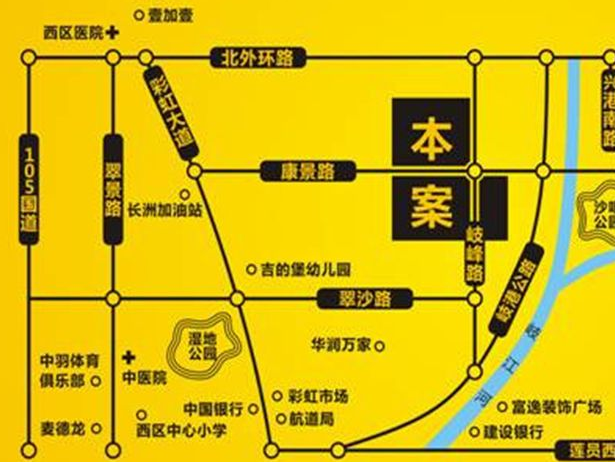 壹加壹
西区医院
北外环路
彩虹大道
兴港南路
105国道
翠景路
康景路
本案
长洲加油站
沙
公
岐峰路
吉的堡幼儿园
翠沙路
岐港公路
湿地
公园
华润万家
岐江河
中羽体育
俱乐部
中医院
彩虹市场
中国银行
航道局
富逸装饰广场
麦德龙
西区中心小学
建设银行
莲员西